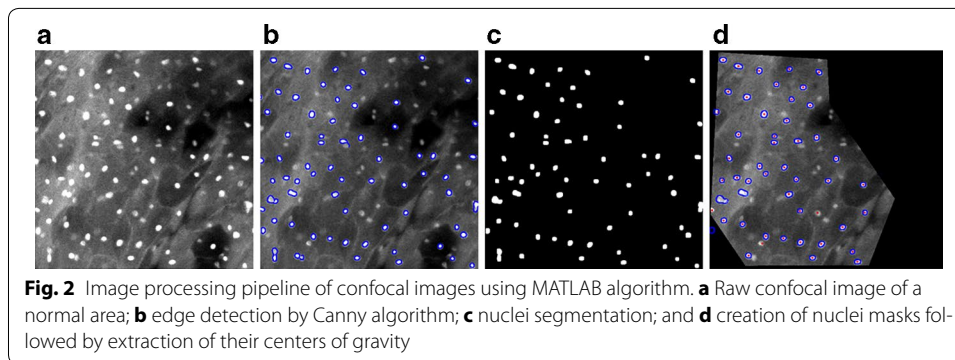 a b c d
Fig. 2 Image processing pipeline of confocal images using MATLAB algorithm. a Raw confocal image of a
normal area; b edge detection by Canny algorithm; c nuclei segmentation; and d creation of nuclei masks fol-
lowed by extraction of their centers of gravity